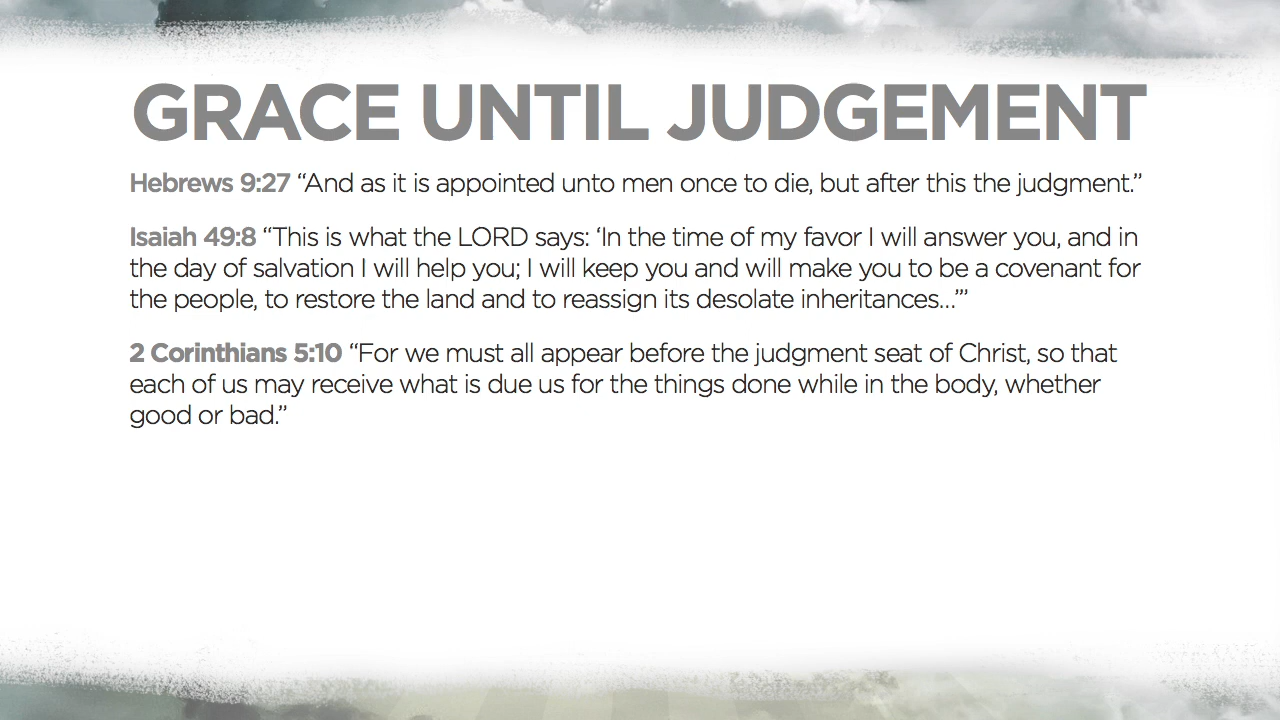 GRACE UNTIL JUDGEMENT
Hebrews 9:27 “And as it is appointed unto men once to die, but after this the judgment.”
Isaiah 49:8 “This is what the LORD says: ‘In the time of my favor I will answer you, and in
the day of salvation I will help you; I will keep you and will make you to be a covenant for
the people, to restore the land and to reassign its desolate inheritances...’”
2 Corinthians 5:10 “For we must all appear before the judgment seat of Christ, so that
each of us may receive what is due us for the things done while in the body, whether
good or bad.”